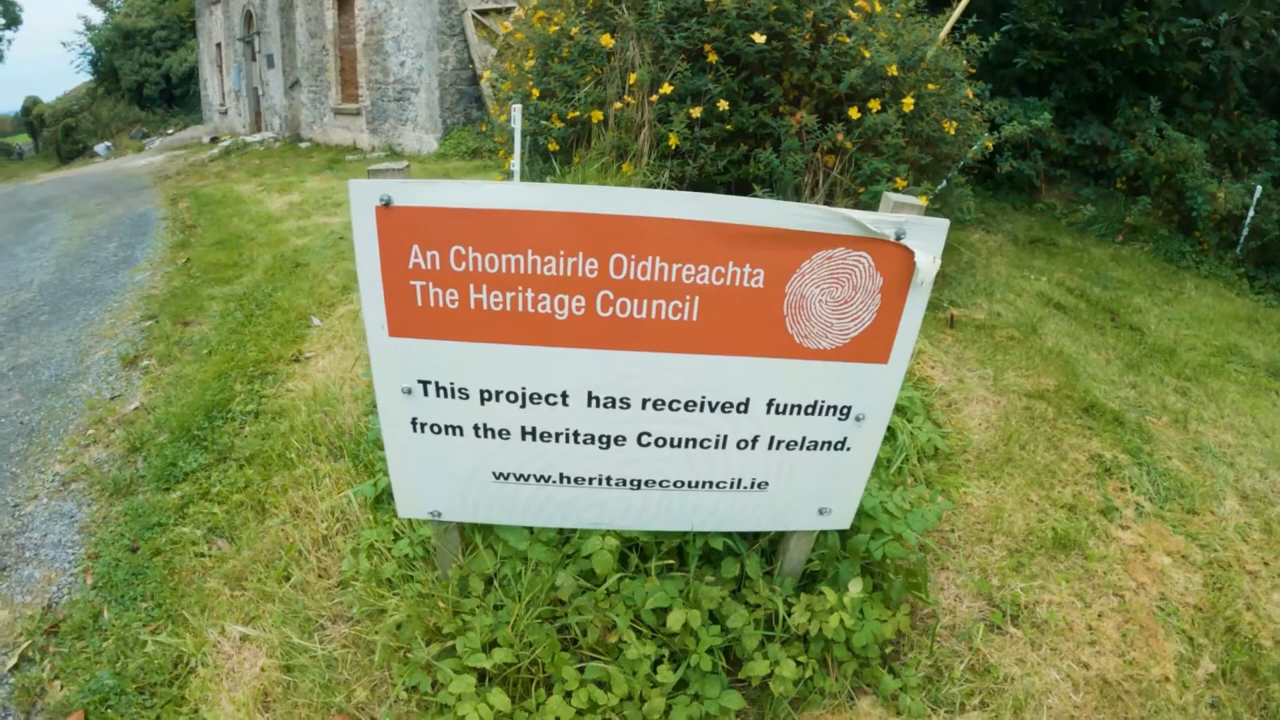 An Chomhairle Oidhreachta
The Heritage Council
This project has received funding
from the Heritage Council of Ireland.
www.heritagecouncil.ie